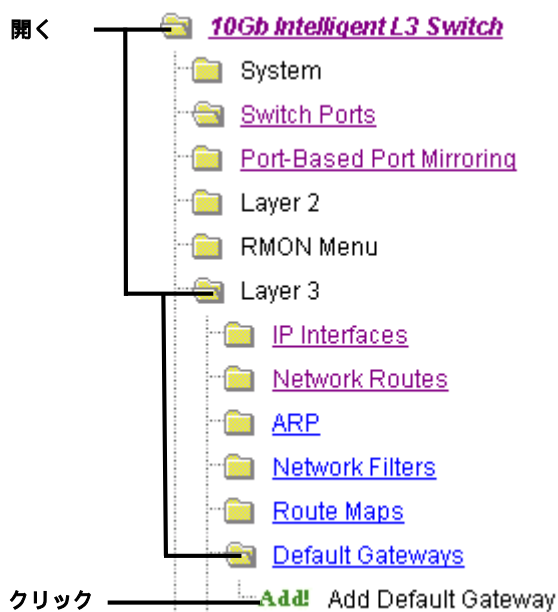 開く 10Gb Intelligent L3 Switch
System
Switch Ports
Port-Based Port Mirroring
Layer 2
RMON Menu
Layer 3
IP Interfaces
Network Routes
ARP
Network Filters
Route Maps
Default Gateways
クリック Add! Add Default Gateway